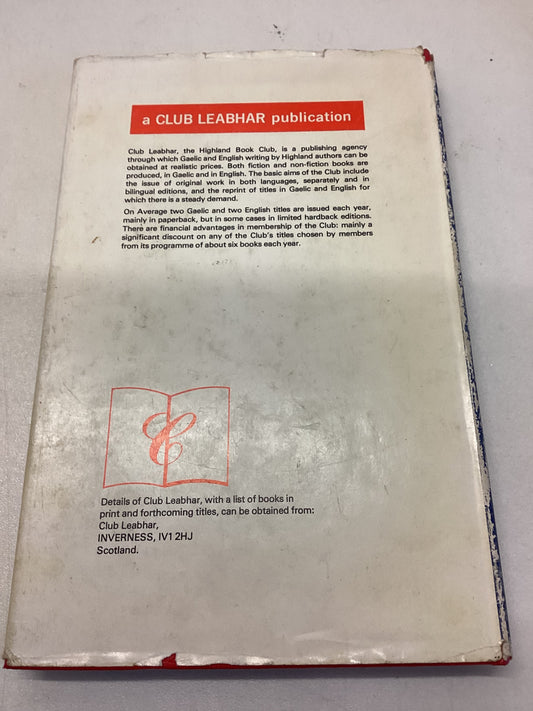 a CLUB LEABHAR publication
Club Leabhar, the Highland Book Club, is a publishing agency
through which Gaelic and English writing by Highland authors can be
obtained at realistic prices. Both fiction and non-fiction books are
produced, in Gaelic and in English. The basic aims of the Club include
the issue of original work in both languages, separately and in
bilingual editions, and the reprint of titles in Gaelic and English for
which there is a steady demand.
On Average two Gaelic and two English titles are issued each year,
mainly in paperback, but in some cases in limited hardback editions.
There are financial advantages in membership of the Club: mainly a
significant discount on any of the Club's titles chosen by members
from its programme of about six books each year.
C
Details of Club Leabhar, with a list of books in
print and forthcoming titles, can be obtained from:
Club Leabhar,
INVERNESS, IV1 2HJ
Scotland.